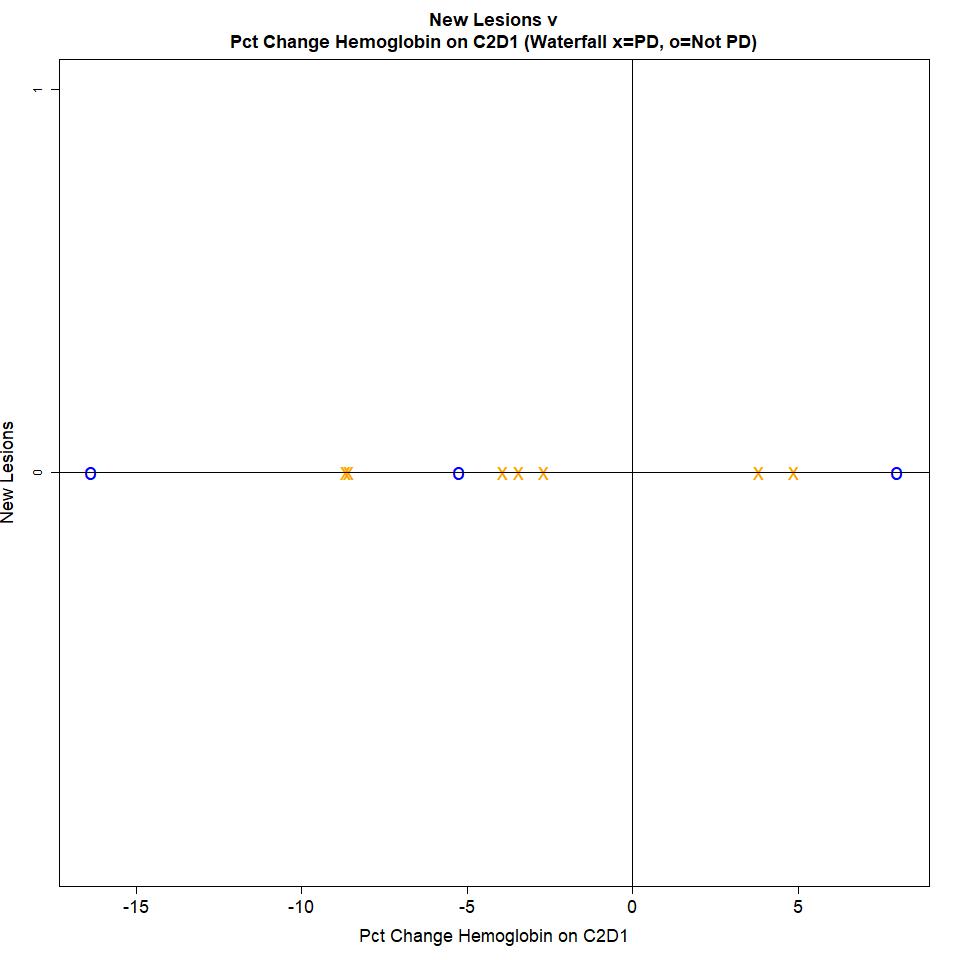 New Lesions v
Pct Change Hemoglobin on C2D1 (Waterfall x=PD, o=Not PD)
1
New Lesions
0
o xx o x x x x x o
-15 -10 -5 0 5
Pct Change Hemoglobin on C2D1